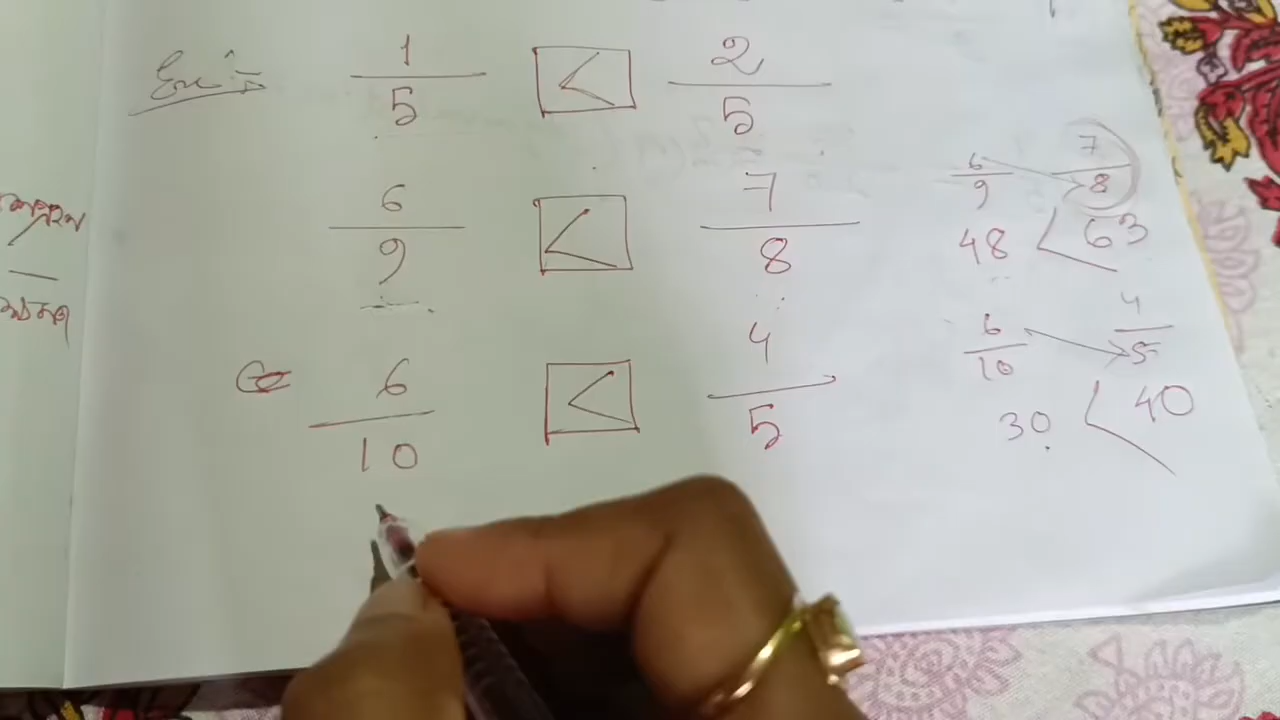 Ex:-
1/5 < 2/5
6/9 < 7/8
6/9 7/8
48 < 63
6/10 < 4/5
6/10 4/5
30 < 40